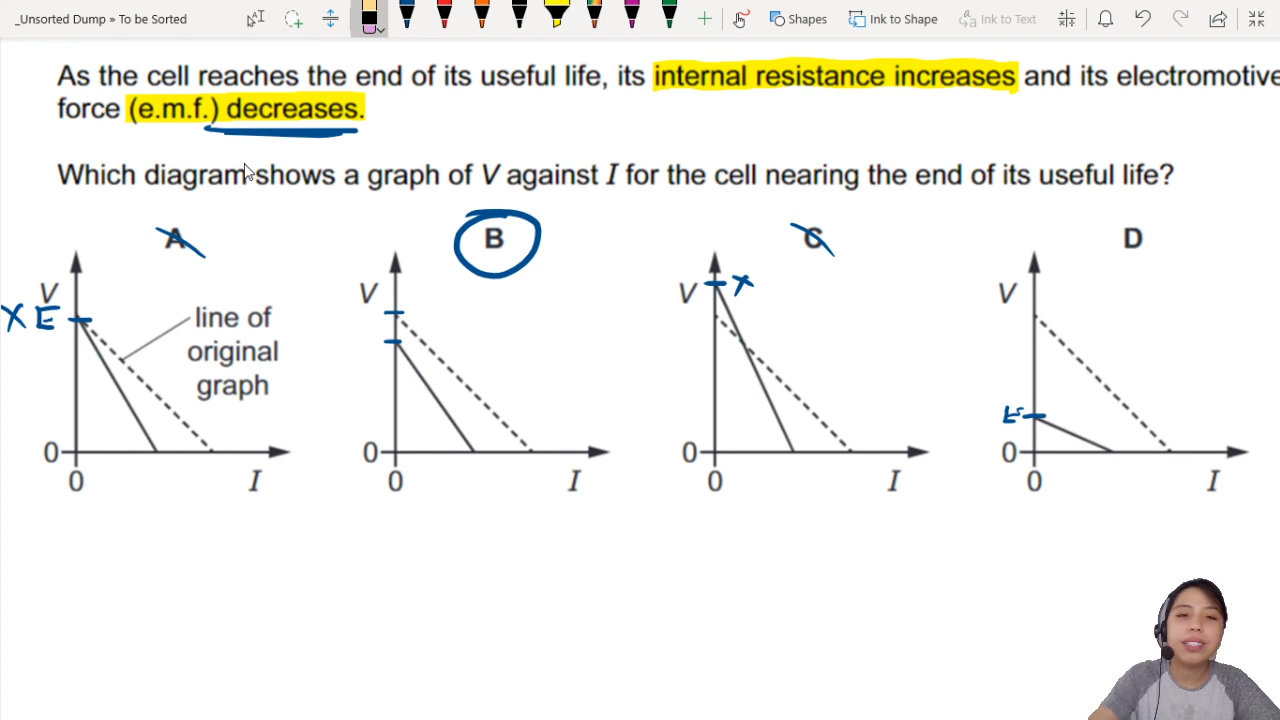 _Unsorted Dump » To be Sorted
Shapes
Ink to Shape
Ink to Text
As the cell reaches the end of its useful life, its internal resistance increases and its electromotive
force (e.m.f.) decreases.
Which diagram shows a graph of V against I for the cell nearing the end of its useful life?
A
B
C
D
V
X E
line of
original
graph
0
0
I
V
0
0
I
V
X
0
0
I
V
E
0
0
I